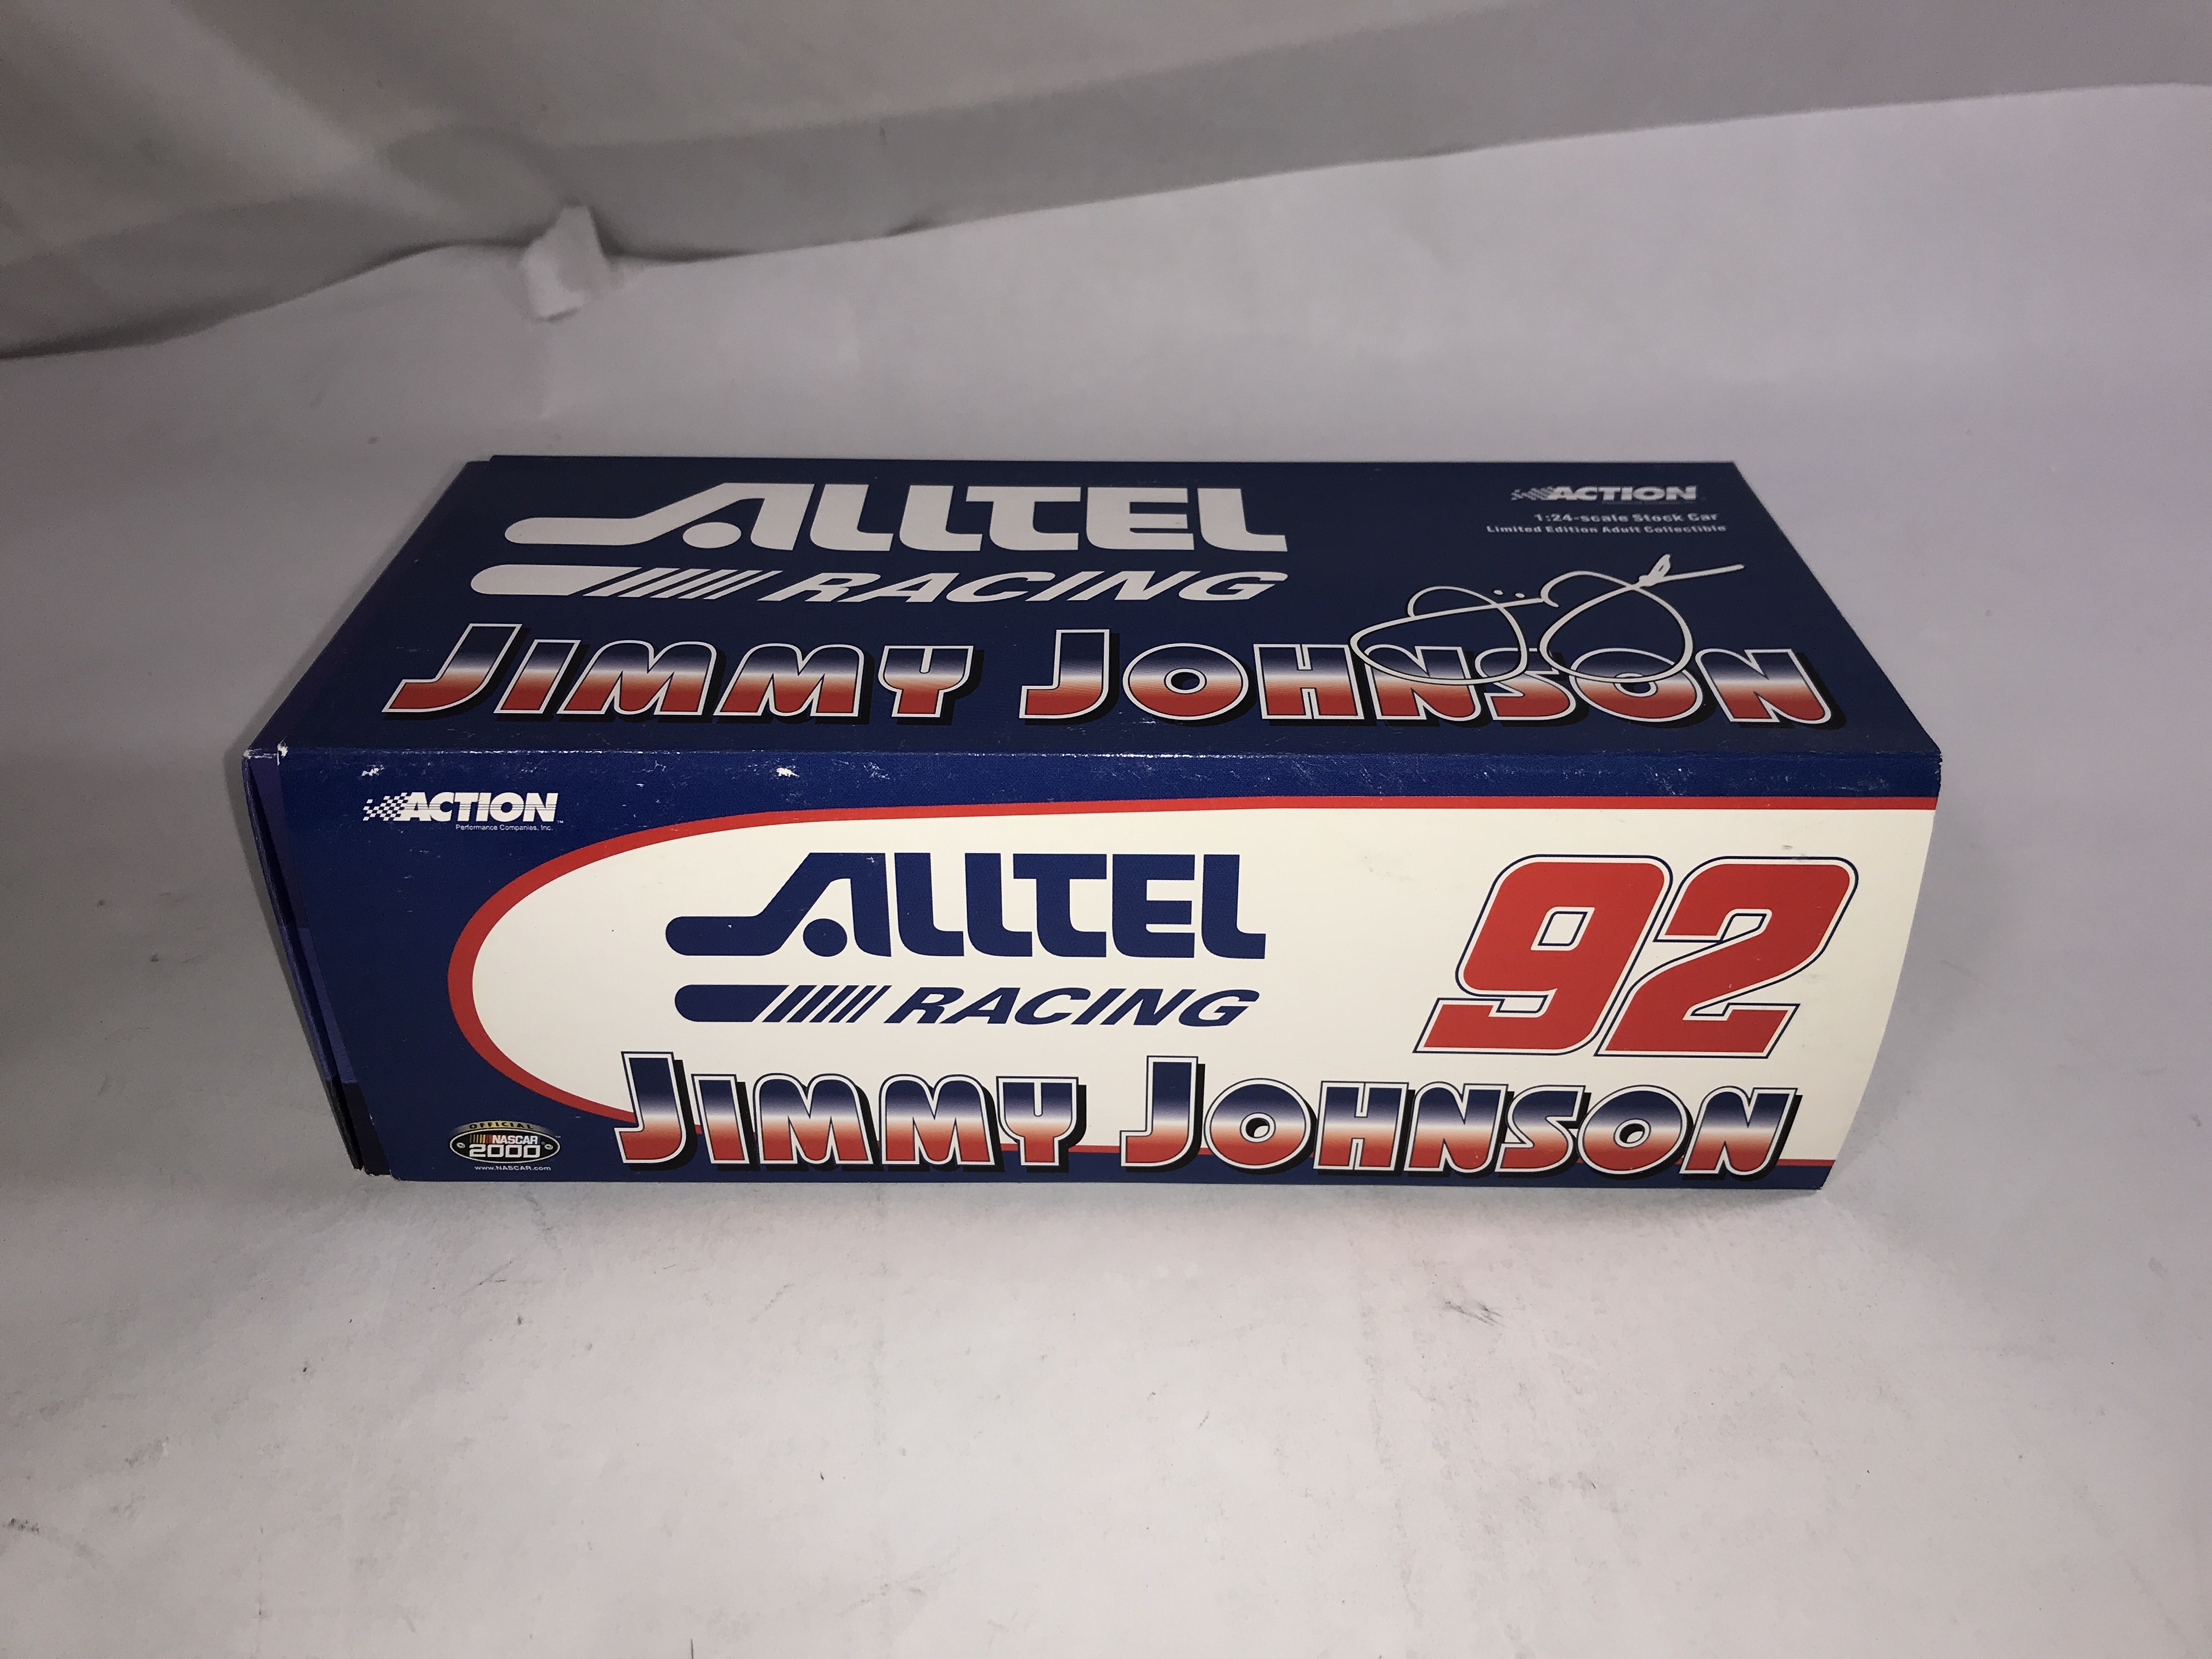 ALLTEL
RACING
JIMMY JOHNSON
ACTION
1:24-scale Stock Car
Limited Edition Adult Collectible
ACTION
Performance Companies, Inc.
ALLTEL
RACING
92
JIMMY JOHNSON
OFFICIAL
NASCAR
2000
www.NASCAR.com